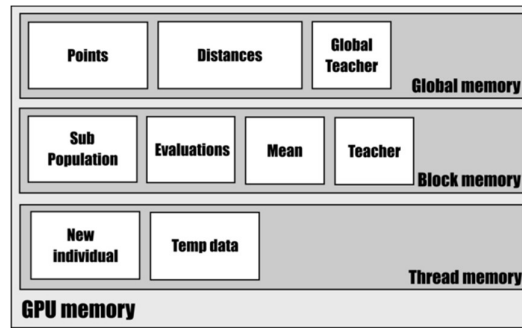 Points
Distances
Global
Teacher
Global memory
Sub
Population
Evaluations
Mean
Teacher
Block memory
New
individual
Temp data
Thread memory
GPU memory